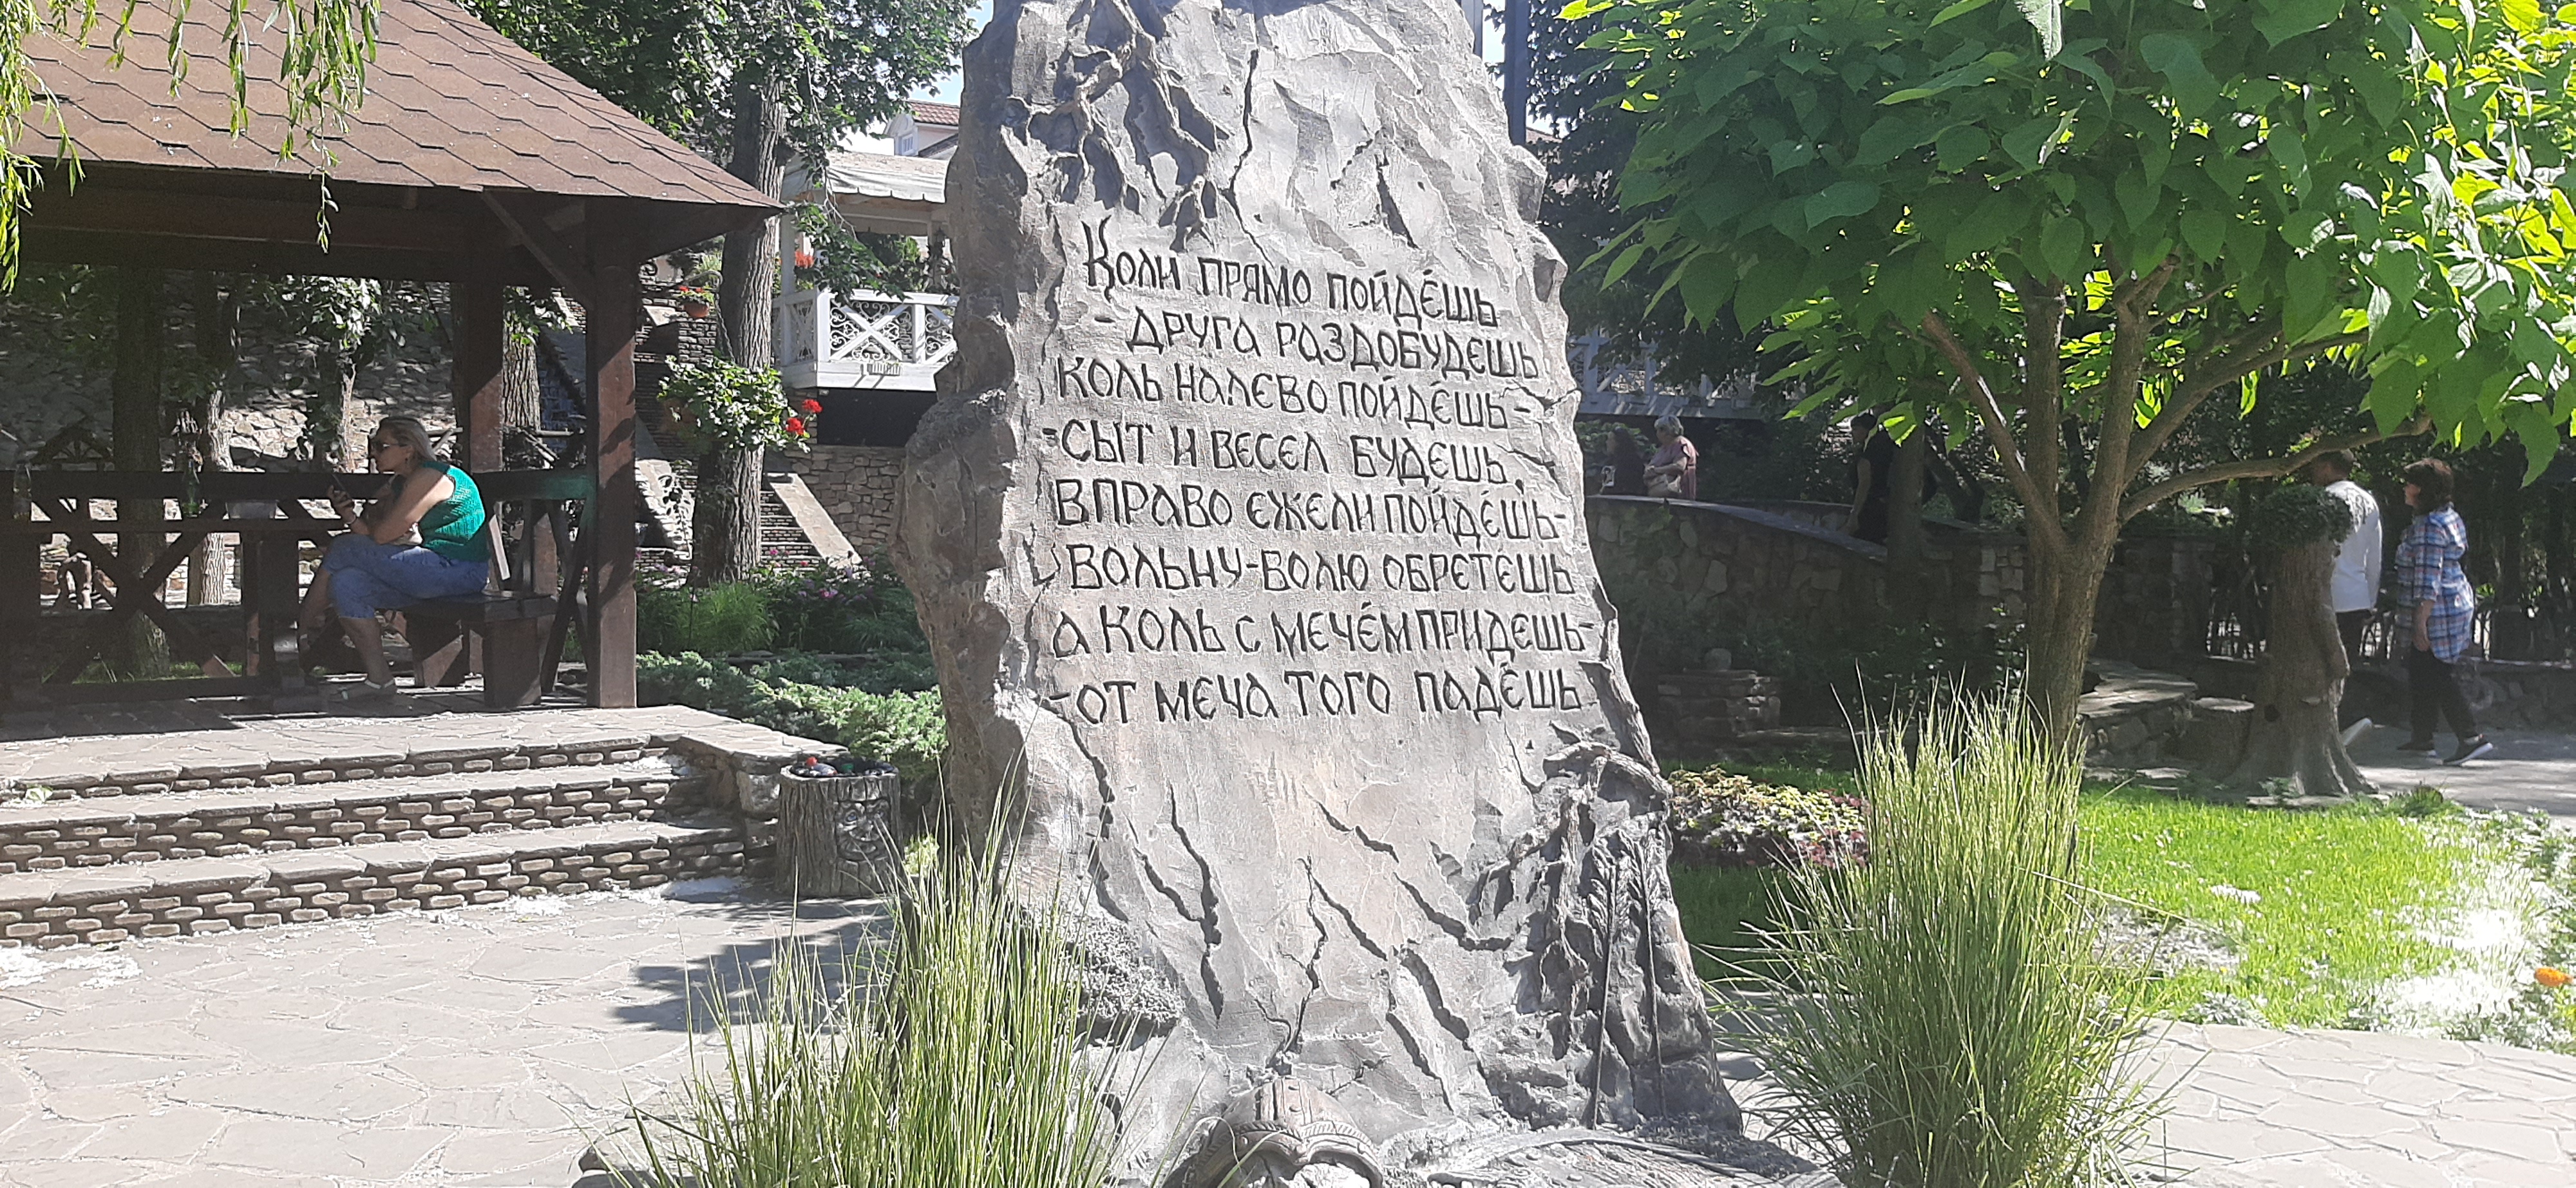 Коли прямо пойдёшь
- друга раздобудешь
коль налево пойдёшь -
- сыт и весел будешь,
вправо ежели пойдёшь -
вольну-волю обретёшь
а коль с мечём придешь -
- от меча того падёшь